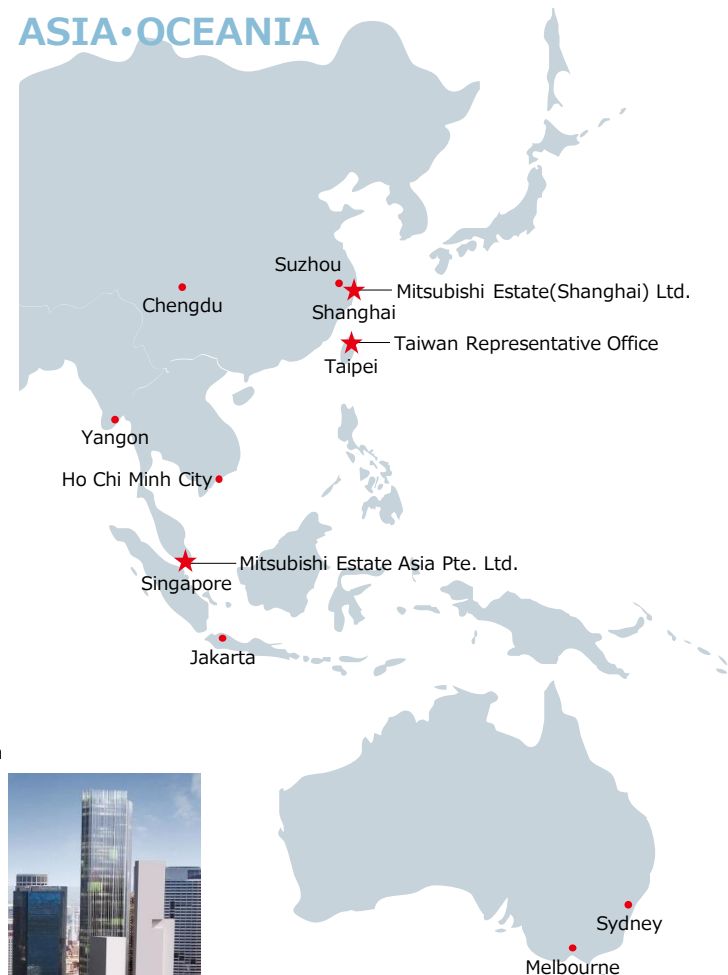 ASIA•OCEANIA
Suzhou
Chengdu
Mitsubishi Estate(Shanghai) Ltd.
Shanghai
Taiwan Representative Office
Taipei
Yangon
Ho Chi Minh City
Mitsubishi Estate Asia Pte. Ltd.
Singapore
Jakarta
Sydney
Melbourne